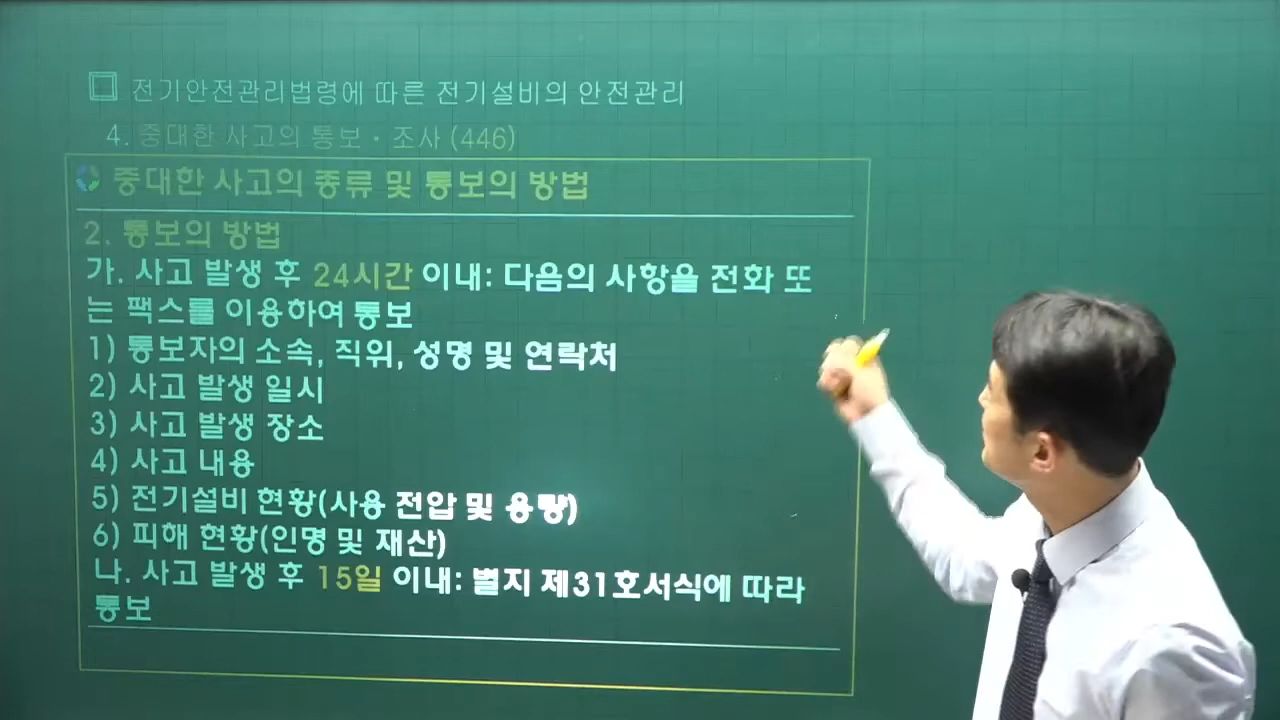 전기안전관리법령에 따른 전기설비의 안전관리
4. 중대한 사고의 통보·조사 (446)
중대한 사고의 종류 및 통보의 방법
2. 통보의 방법
가. 사고 발생 후 24시간 이내: 다음의 사항을 전화 또
는 팩스를 이용하여 통보
1) 통보자의 소속, 직위, 성명 및 연락처
2) 사고 발생 일시
3) 사고 발생 장소
4) 사고 내용
5) 전기설비 현황(사용 전압 및 용량)
6) 피해 현황(인명 및 재산)
나. 사고 발생 후 15일 이내: 별지 제31호서식에 따라
통보